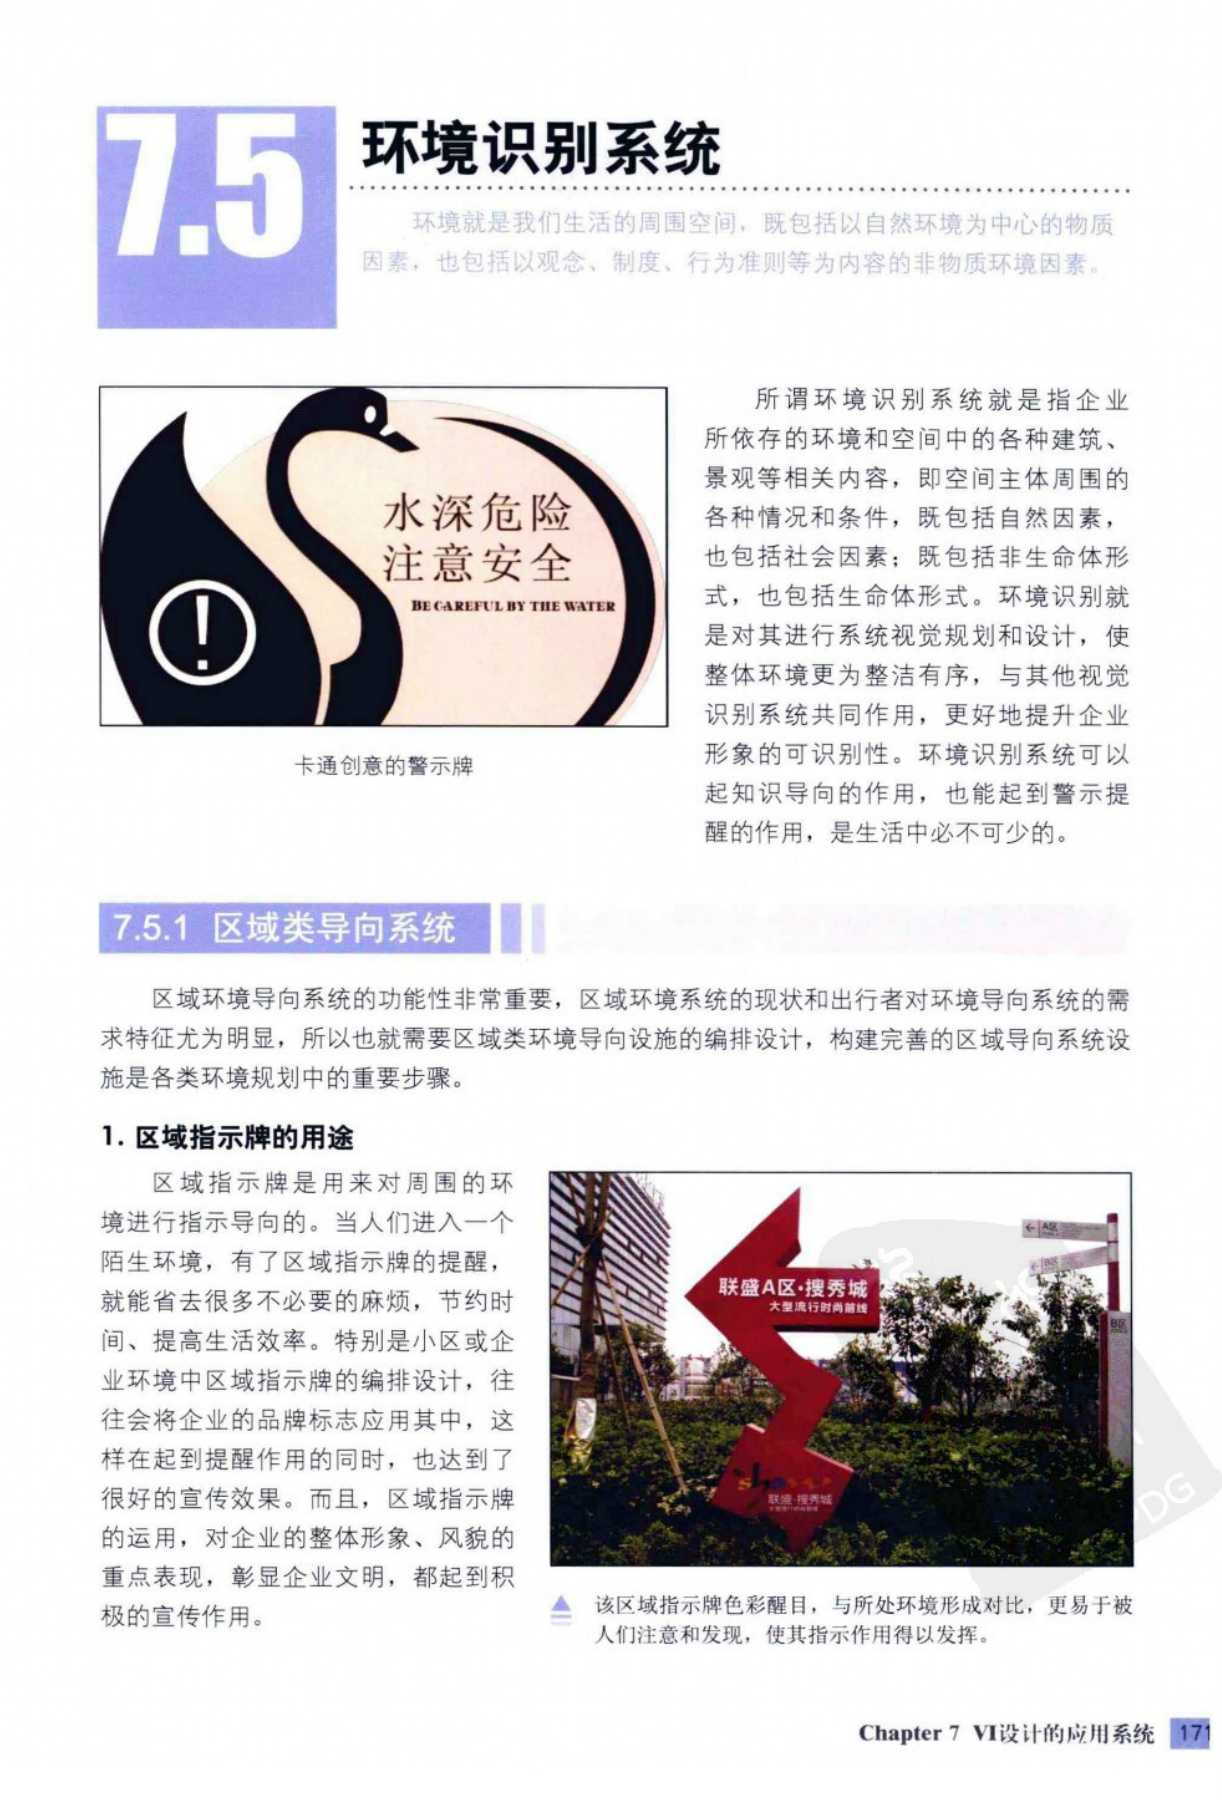 7.5
环境识别系统
环境就是我们生活的周围空间，既包括以自然环境为中心的物质
因素，也包括以观念、制度、行为准则等为内容的非物质环境因素。
水深危险
注意安全
BE CAREFUL BY THE WATER
卡通创意的警示牌
所谓环境识别系统就是指企业
所依存的环境和空间中的各种建筑、
景观等相关内容，即空间主体周围的
各种情况和条件，既包括自然因素，
也包括社会因素；既包括非生命体形
式，也包括生命体形式。环境识别就
是对其进行系统视觉规划和设计，使
整体环境更为整洁有序，与其他视觉
识别系统共同作用，更好地提升企业
形象的可识别性。环境识别系统可以
起知识导向的作用，也能起到警示提
醒的作用，是生活中必不可少的。
7.5.1 区域类导向系统
区域环境导向系统的功能性非常重要，区域环境系统的现状和出行者对环境导向系统的需
求特征尤为明显，所以也就需要区域类环境导向设施的编排设计，构建完善的区域导向系统设
施是各类环境规划中的重要步骤。
1. 区域指示牌的用途
区域指示牌是用来对周围的环
境进行指示导向的。当人们进入一个
陌生环境，有了区域指示牌的提醒，
就能省去很多不必要的麻烦，节约时
间、提高生活效率。特别是小区或企
业环境中区域指示牌的编排设计，往
往会将企业的品牌标志应用其中，这
样在起到提醒作用的同时，也达到了
很好的宣传效果。而且，区域指示牌
的运用，对企业的整体形象、风貌的
重点表现，彰显企业文明，都起到积
极的宣传作用。
联盛A区·搜秀城
大型流行时尚前线
A区
B区
联盛·搜秀城
该区域指示牌色彩醒目，与所处环境形成对比，更易于被
人们注意和发现，使其指示作用得以发挥。
Chapter 7 VI设计的应用系统 171